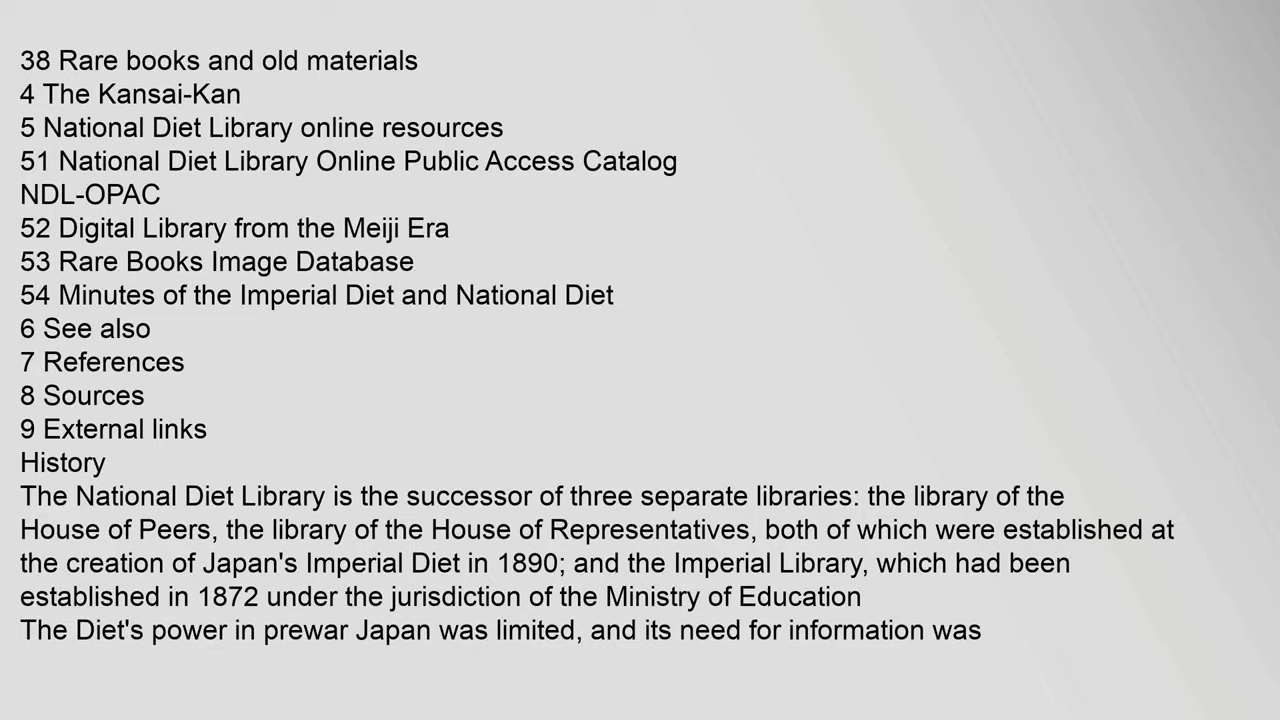 38 Rare books and old materials
4 The Kansai-Kan
5 National Diet Library online resources
51 National Diet Library Online Public Access Catalog
NDL-OPAC
52 Digital Library from the Meiji Era
53 Rare Books Image Database
54 Minutes of the Imperial Diet and National Diet
6 See also
7 References
8 Sources
9 External links
History
The National Diet Library is the successor of three separate libraries: the library of the
House of Peers, the library of the House of Representatives, both of which were established at
the creation of Japan's Imperial Diet in 1890; and the Imperial Library, which had been
established in 1872 under the jurisdiction of the Ministry of Education
The Diet's power in prewar Japan was limited, and its need for information was